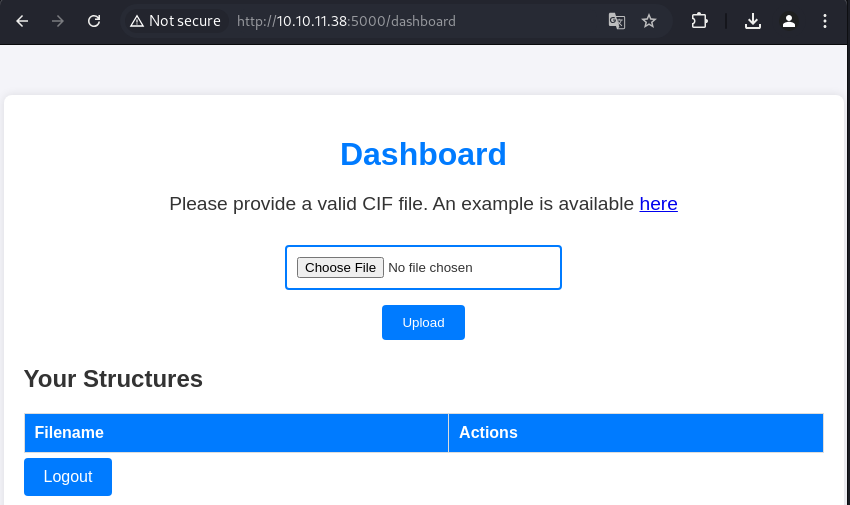 Not secure http://10.10.11.38:5000/dashboard
Dashboard
Please provide a valid CIF file. An example is available here
Choose File No file chosen
Upload
Your Structures
Filename Actions
Logout